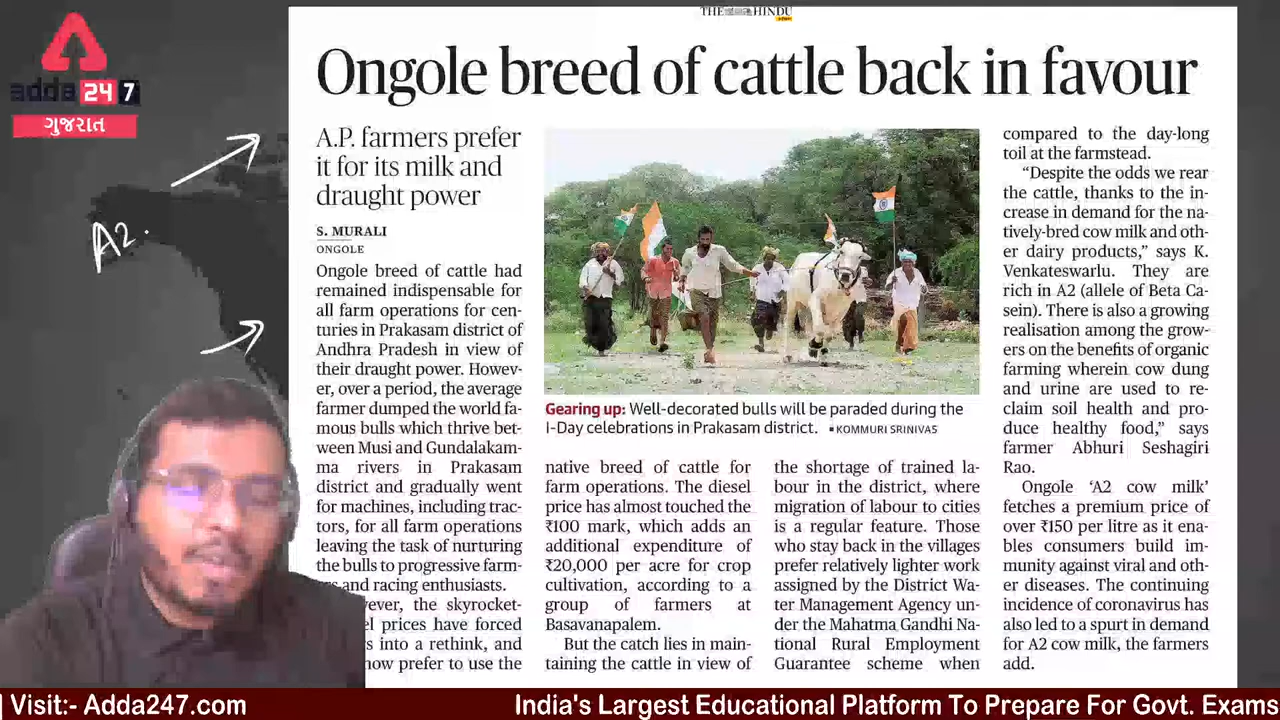 adda 24 7
ગુજરાત
A2.
THE HINDU
Ongole breed of cattle back in favour
A.P. farmers prefer
it for its milk and
draught power
S. MURALI
ONGOLE
Ongole breed of cattle had
remained indispensable for
all farm operations for cen-
turies in Prakasam district of
Andhra Pradesh in view of
their draught power. Howev-
er, over a period, the average
farmer dumped the world fa-
mous bulls which thrive bet-
ween Musi and Gundalakam-
ma rivers in Prakasam
district and gradually went
for machines, including trac-
tors, for all farm operations
leaving the task of nurturing
the bulls to progressive farm-
and racing enthusiasts.
the skyrocket-
prices have forced
into a rethink, and
now prefer to use the
Gearing up: Well-decorated bulls will be paraded during the
I-Day celebrations in Prakasam district. ▪ KOMMURI SRINIVAS
native breed of cattle for
farm operations. The diesel
price has almost touched the
₹100 mark, which adds an
additional expenditure of
₹20,000 per acre for crop
cultivation, according to a
group of farmers at
Basavanapalem.
But the catch lies in main-
taining the cattle in view of
the shortage of trained la-
bour in the district, where
migration of labour to cities
is a regular feature. Those
who stay back in the villages
prefer relatively lighter work
assigned by the District Wa-
ter Management Agency un-
der the Mahatma Gandhi Na-
tional Rural Employment
Guarantee scheme when
compared to the day-long
toil at the farmstead.
“Despite the odds we rear
the cattle, thanks to the in-
crease in demand for the na-
tively-bred cow milk and oth-
er dairy products,” says K.
Venkateswarlu. They are
rich in A2 (allele of Beta Ca-
sein). There is also a growing
realisation among the grow-
ers on the benefits of organic
farming wherein cow dung
and urine are used to re-
claim soil health and pro-
duce healthy food,” says
farmer Abhuri Seshagiri
Rao.
Ongole ‘A2 cow milk’
fetches a premium price of
over ₹150 per litre as it ena-
bles consumers build im-
munity against viral and oth-
er diseases. The continuing
incidence of coronavirus has
also led to a spurt in demand
for A2 cow milk, the farmers
add.
Visit:- Adda247.com
India's Largest Educational Platform To Prepare For Govt. Exams